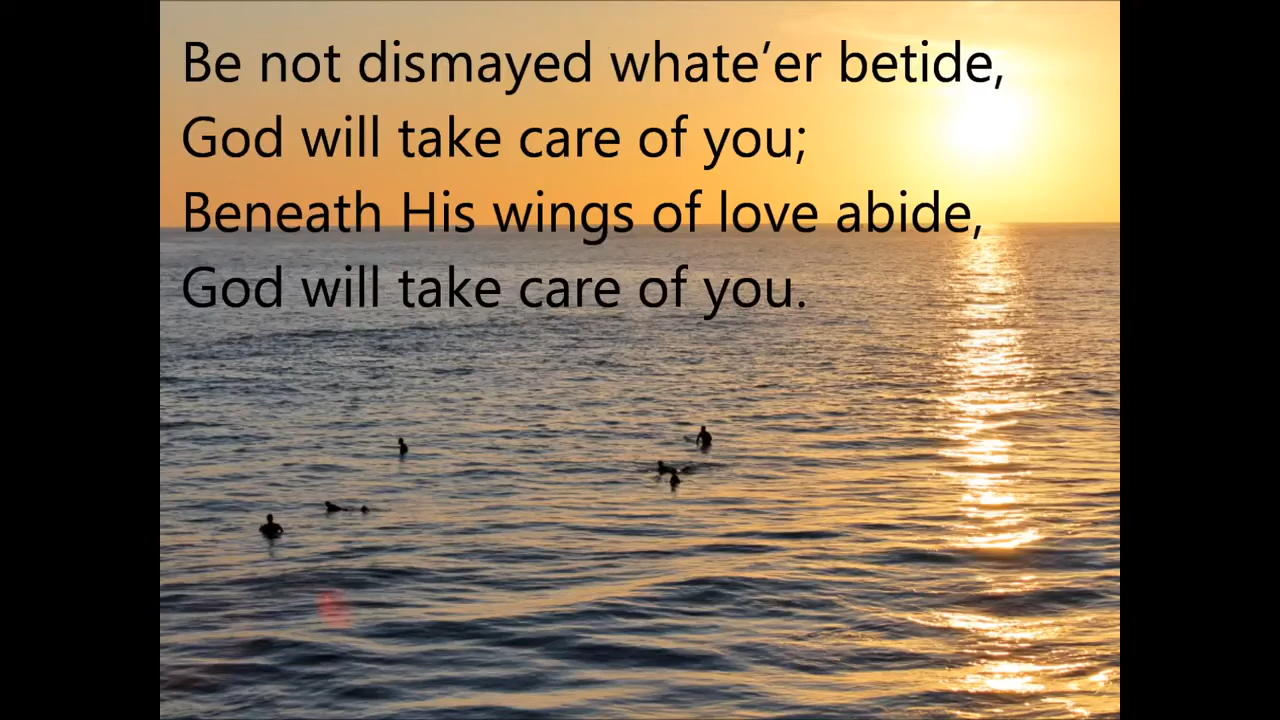 Be not dismayed whate’er betide,
God will take care of you;
Beneath His wings of love abide,
God will take care of you.